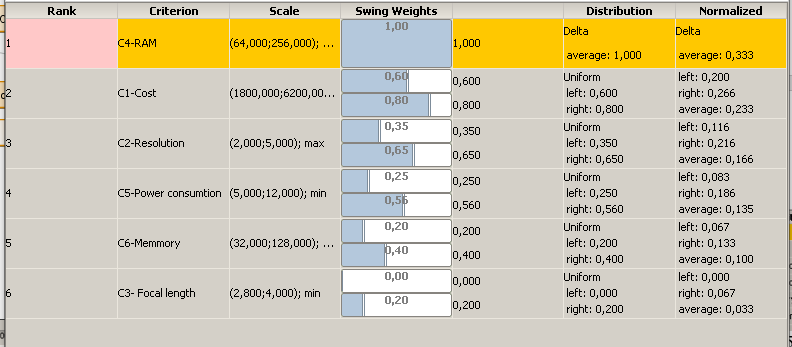 Rank Criterion Scale Swing Weights Distribution Normalized
1 C4-RAM (64,000;256,000); ... 1,00 1,000 Delta average: 1,000 Delta average: 0,333
2 C1-Cost (1800,000;6200,00... 0,60 0,80 0,600 0,800 Uniform left: 0,600 right: 0,800 left: 0,200 right: 0,266 average: 0,233
3 C2-Resolution (2,000;5,000); max 0,35 0,65 0,350 0,650 Uniform left: 0,350 right: 0,650 left: 0,116 right: 0,216 average: 0,166
4 C5-Power consumtion (5,000;12,000); min 0,25 0,56 0,250 0,560 Uniform left: 0,250 right: 0,560 left: 0,083 right: 0,186 average: 0,135
5 C6-Memmory (32,000;128,000); ... 0,20 0,40 0,200 0,400 Uniform left: 0,200 right: 0,400 left: 0,067 right: 0,133 average: 0,100
6 C3- Focal length (2,800;4,000); min 0,00 0,20 0,000 0,200 Uniform left: 0,000 right: 0,200 left: 0,000 right: 0,067 average: 0,033